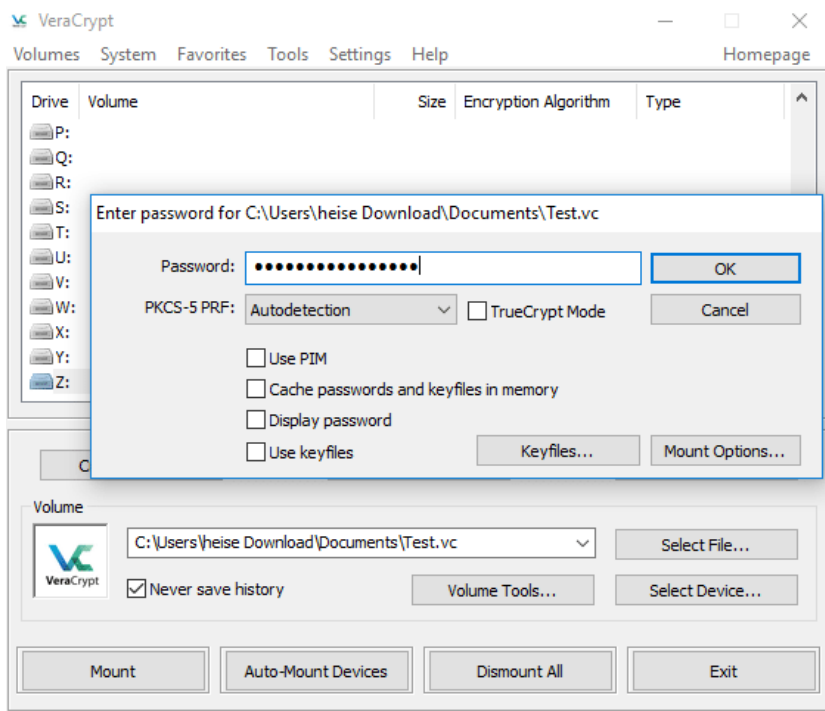 VeraCrypt
Volumes System Favorites Tools Settings Help Homepage
Drive Volume Size Encryption Algorithm Type
P:
Q:
R:
S:
T:
U:
V:
W:
X:
Y:
Z:
Enter password for C:\Users\heise Download\Documents\Test.vc
Password: ●●●●●●●●●●●●●●●● OK
PKCS-5 PRF: Autodetection TrueCrypt Mode Cancel
Use PIM
Cache passwords and keyfiles in memory
Display password
Use keyfiles Keyfiles... Mount Options...
Volume
C:\Users\heise Download\Documents\Test.vc Select File...
VeraCrypt Never save history Volume Tools... Select Device...
Mount Auto-Mount Devices Dismount All Exit